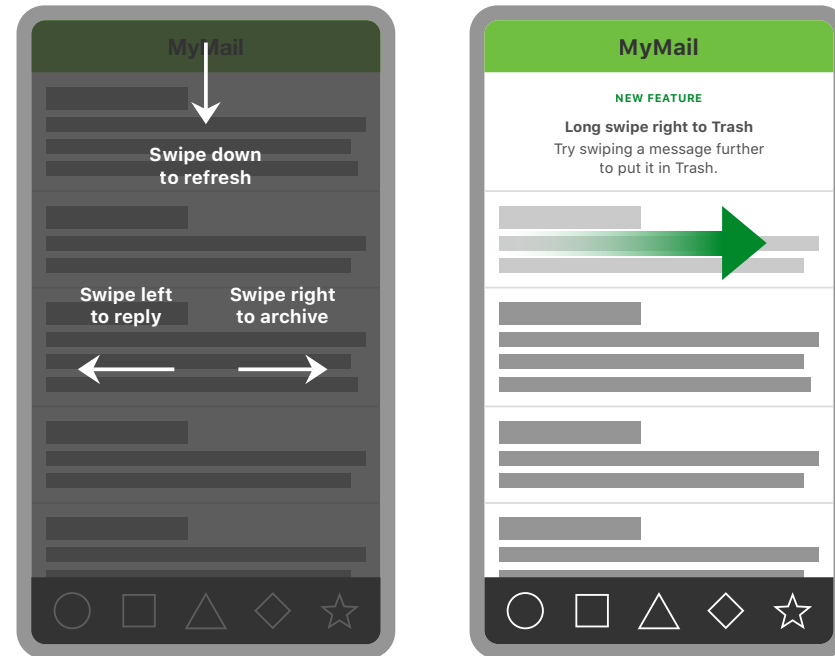 MyMail
Swipe down
to refresh
Swipe left
to reply
Swipe right
to archive
MyMail
NEW FEATURE
Long swipe right to Trash
Try swiping a message further
to put it in Trash.